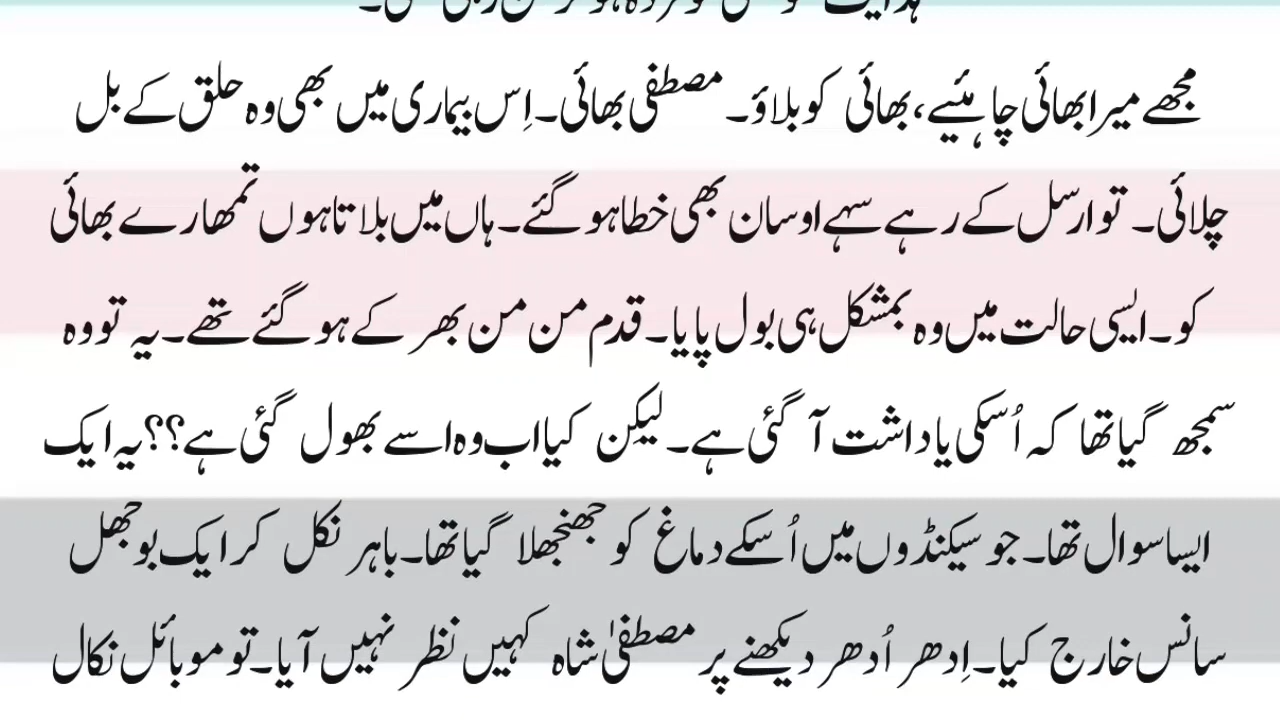 مجھے میرا بھائی چاہئیے، بھائی کو بلاؤ۔ مصطفی بھائی۔ اِس بیماری میں بھی وہ حلق کے بل
چلائی۔ تو ارسل کے رہے سہے اوسان بھی خطا ہو گئے۔ ہاں میں بلاتا ہوں تمھارے بھائی
کو۔ ایسی حالت میں وہ بمشکل ہی بول پایا۔ قدم من من بھر کے ہو گئے تھے۔ یہ تو وہ
سمجھ گیا تھا کہ اُسکی یاداشت آ گئی ہے۔ لیکن کیا اب وہ اسے بھول گئی ہے؟؟ یہ ایک
ایسا سوال تھا۔ جو سیکنڈوں میں اُسکے دماغ کو جھنجھلا گیا تھا۔ باہر نکل کر ایک بوجھل
سانس خارج کیا۔ اِدھر اُدھر دیکھنے پر مصطفیٰ شاہ کہیں نظر نہیں آیا۔ تو موبائل نکال